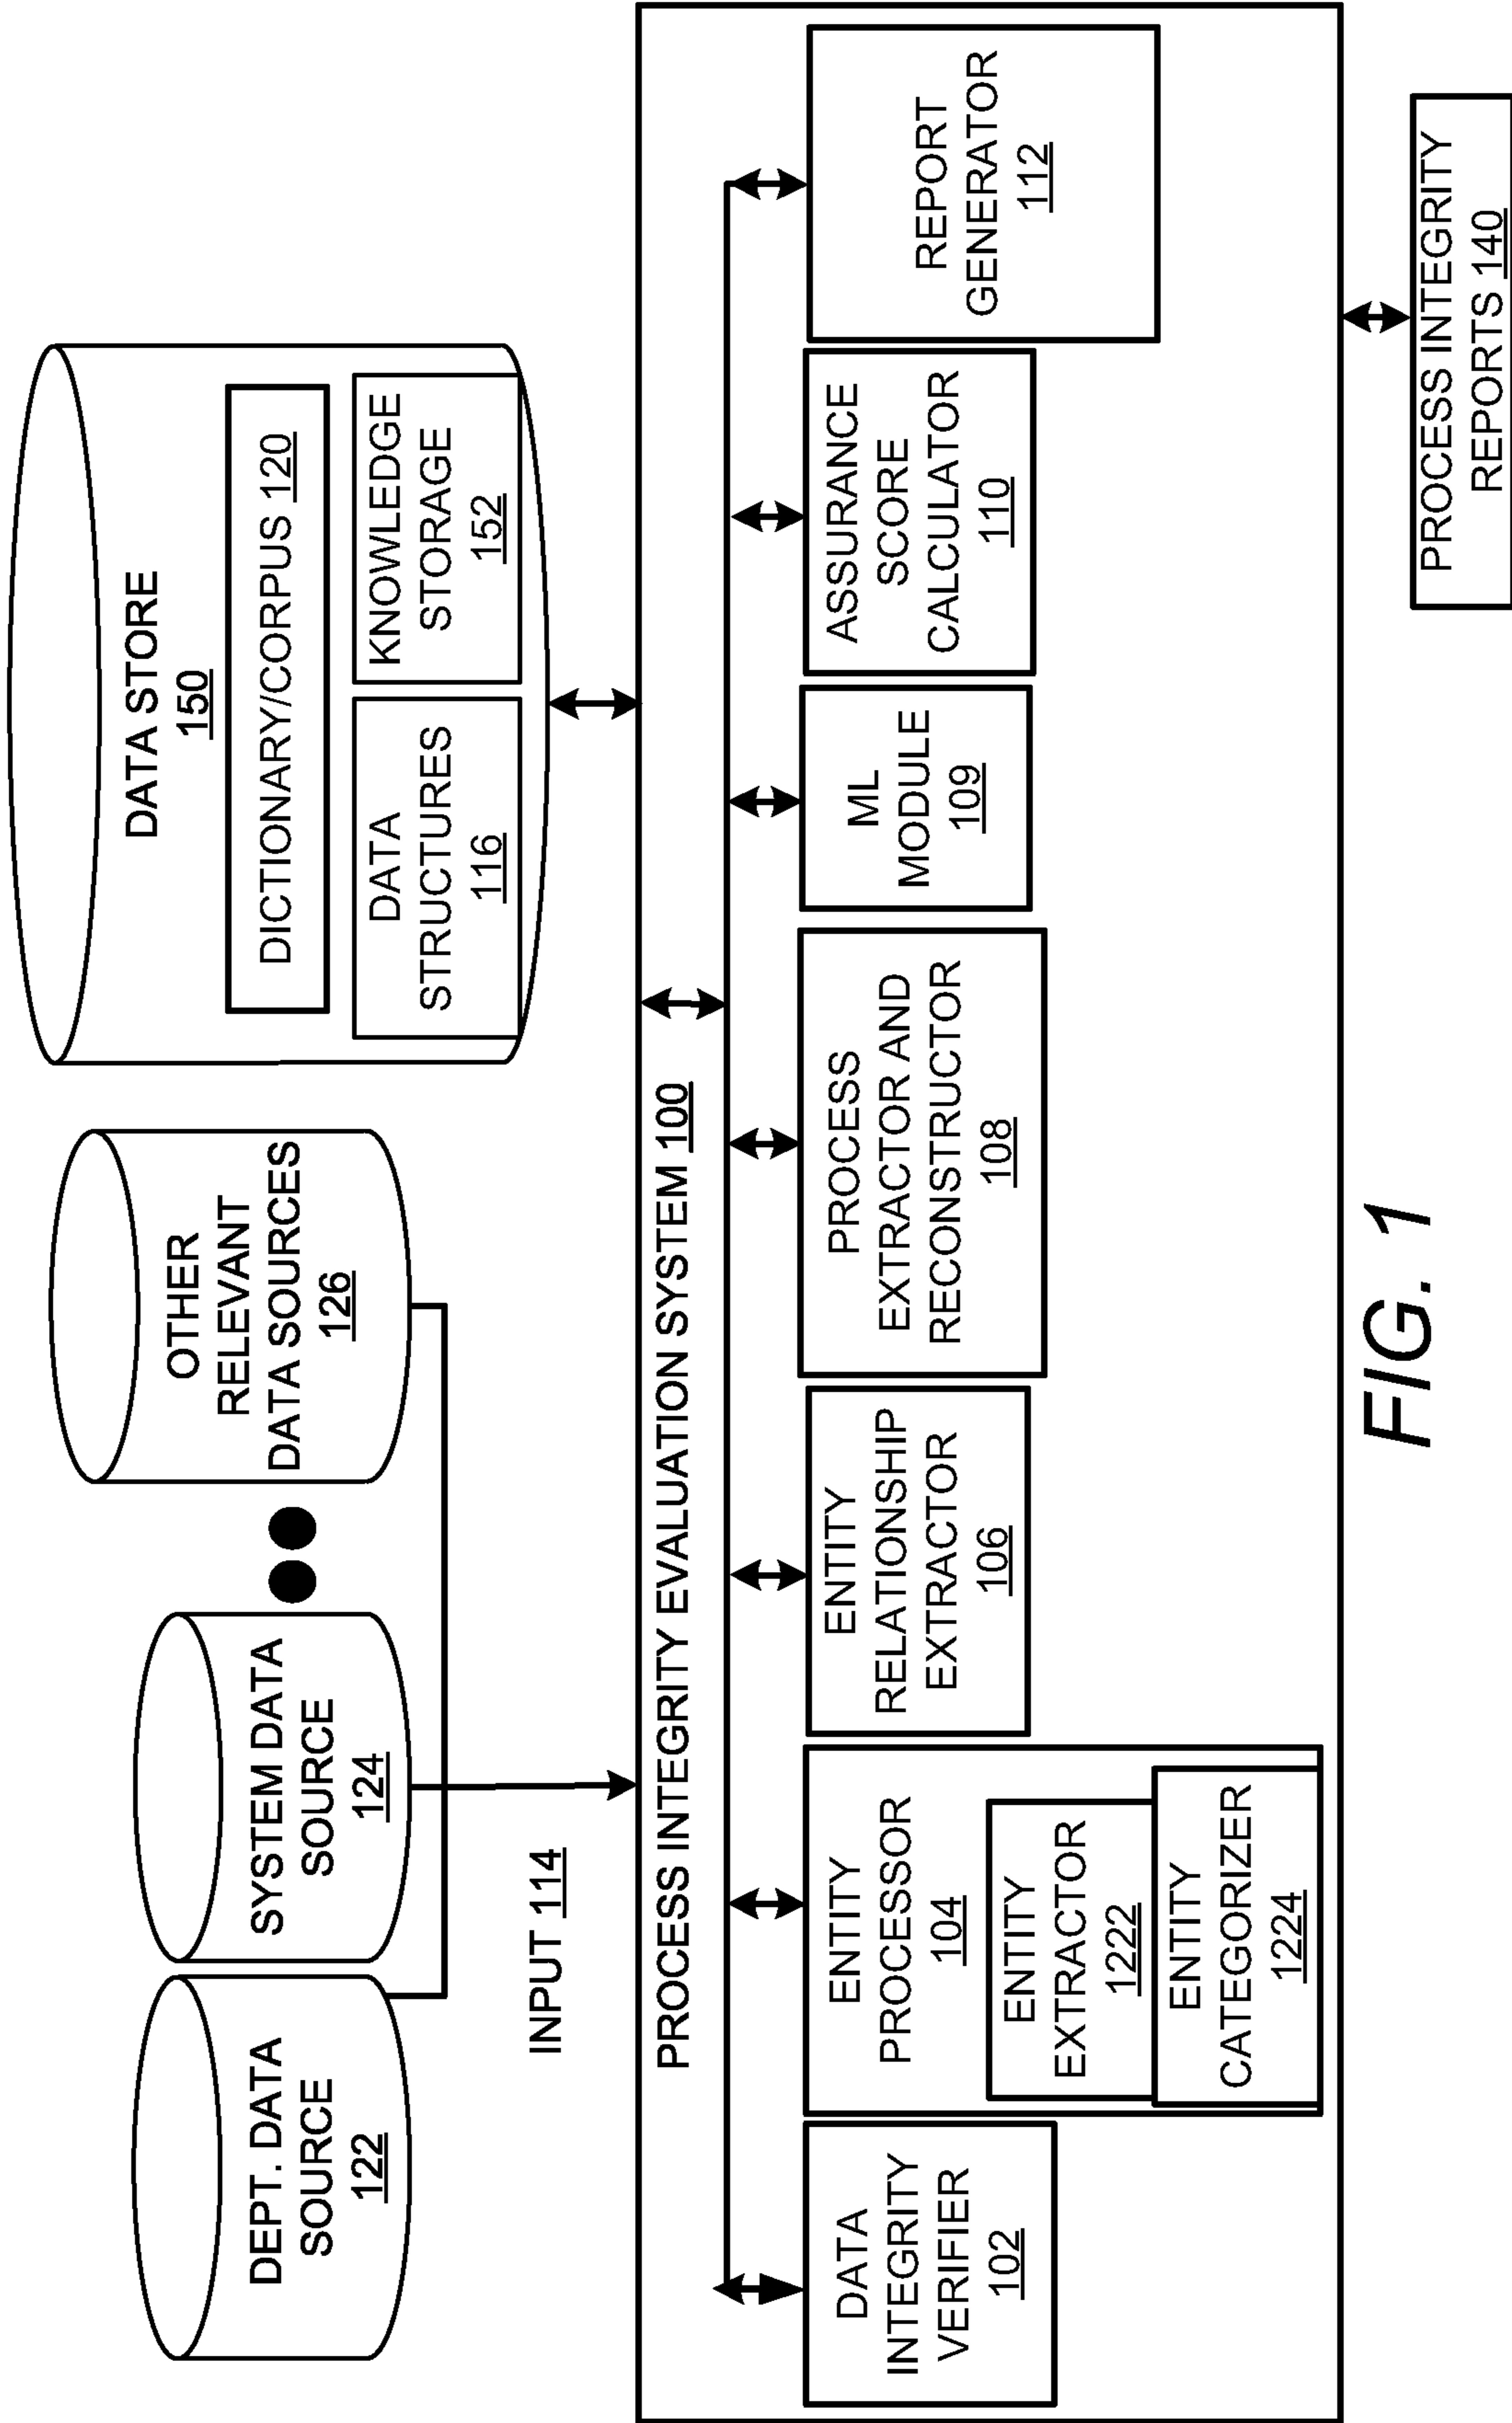 DEPT. DATA
SOURCE
122
SYSTEM DATA
SOURCE
124
OTHER
RELEVANT
DATA SOURCES
126
DATA STORE
150
DICTIONARY/CORPUS 120
DATA
STRUCTURES
116
KNOWLEDGE
STORAGE
152
INPUT 114
PROCESS INTEGRITY EVALUATION SYSTEM 100
DATA
INTEGRITY
VERIFIER
102
ENTITY
PROCESSOR
104
ENTITY
EXTRACTOR
1222
ENTITY
CATEGORIZER
1224
ENTITY
RELATIONSHIP
EXTRACTOR
106
PROCESS
EXTRACTOR AND
RECONSTRUCTOR
108
ML
MODULE
109
ASSURANCE
SCORE
CALCULATOR
110
REPORT
GENERATOR
112
PROCESS INTEGRITY
REPORTS 140
FIG. 1